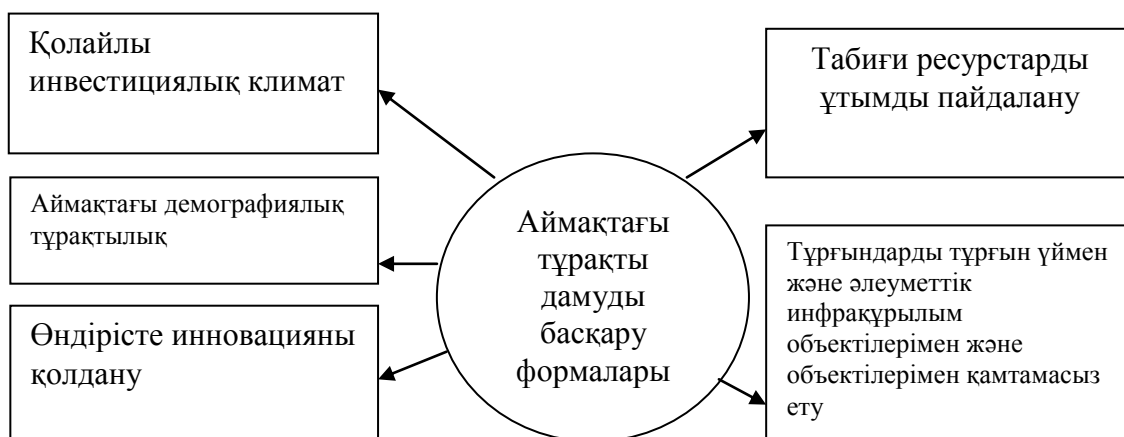 Қолайлы
инвестициялық климат
Аймақтағы демографиялық
тұрақтылық
Өндірісте инновацияны
қолдану
Аймақтағы
тұрақты
дамуды
басқару
формалары
Табиғи ресурстарды
ұтымды пайдалану
Тұрғындарды тұрғын үймен
және әлеуметтік
инфрақұрылым
объектілерімен және
объектілерімен қамтамасыз
ету